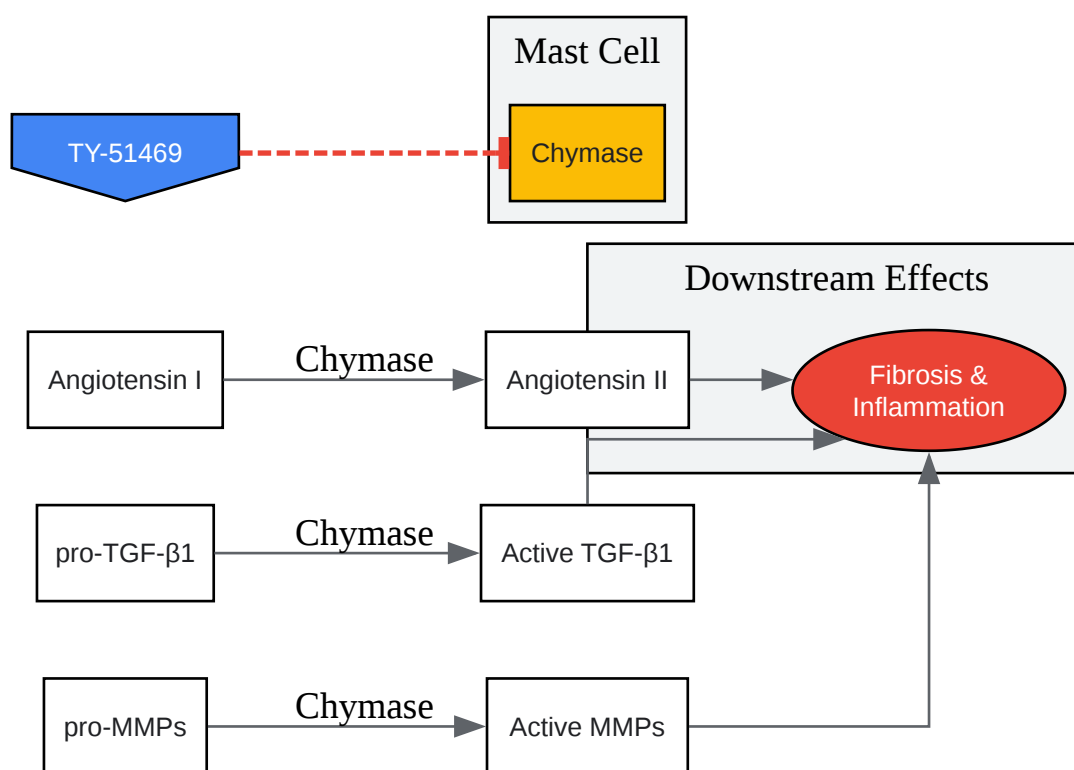 Mast Cell
TY-51469
Chymase
Downstream Effects
Angiotensin I
Chymase
Angiotensin II
Fibrosis &
Inflammation
pro-TGF-β1
Chymase
Active TGF-β1
pro-MMPs
Chymase
Active MMPs